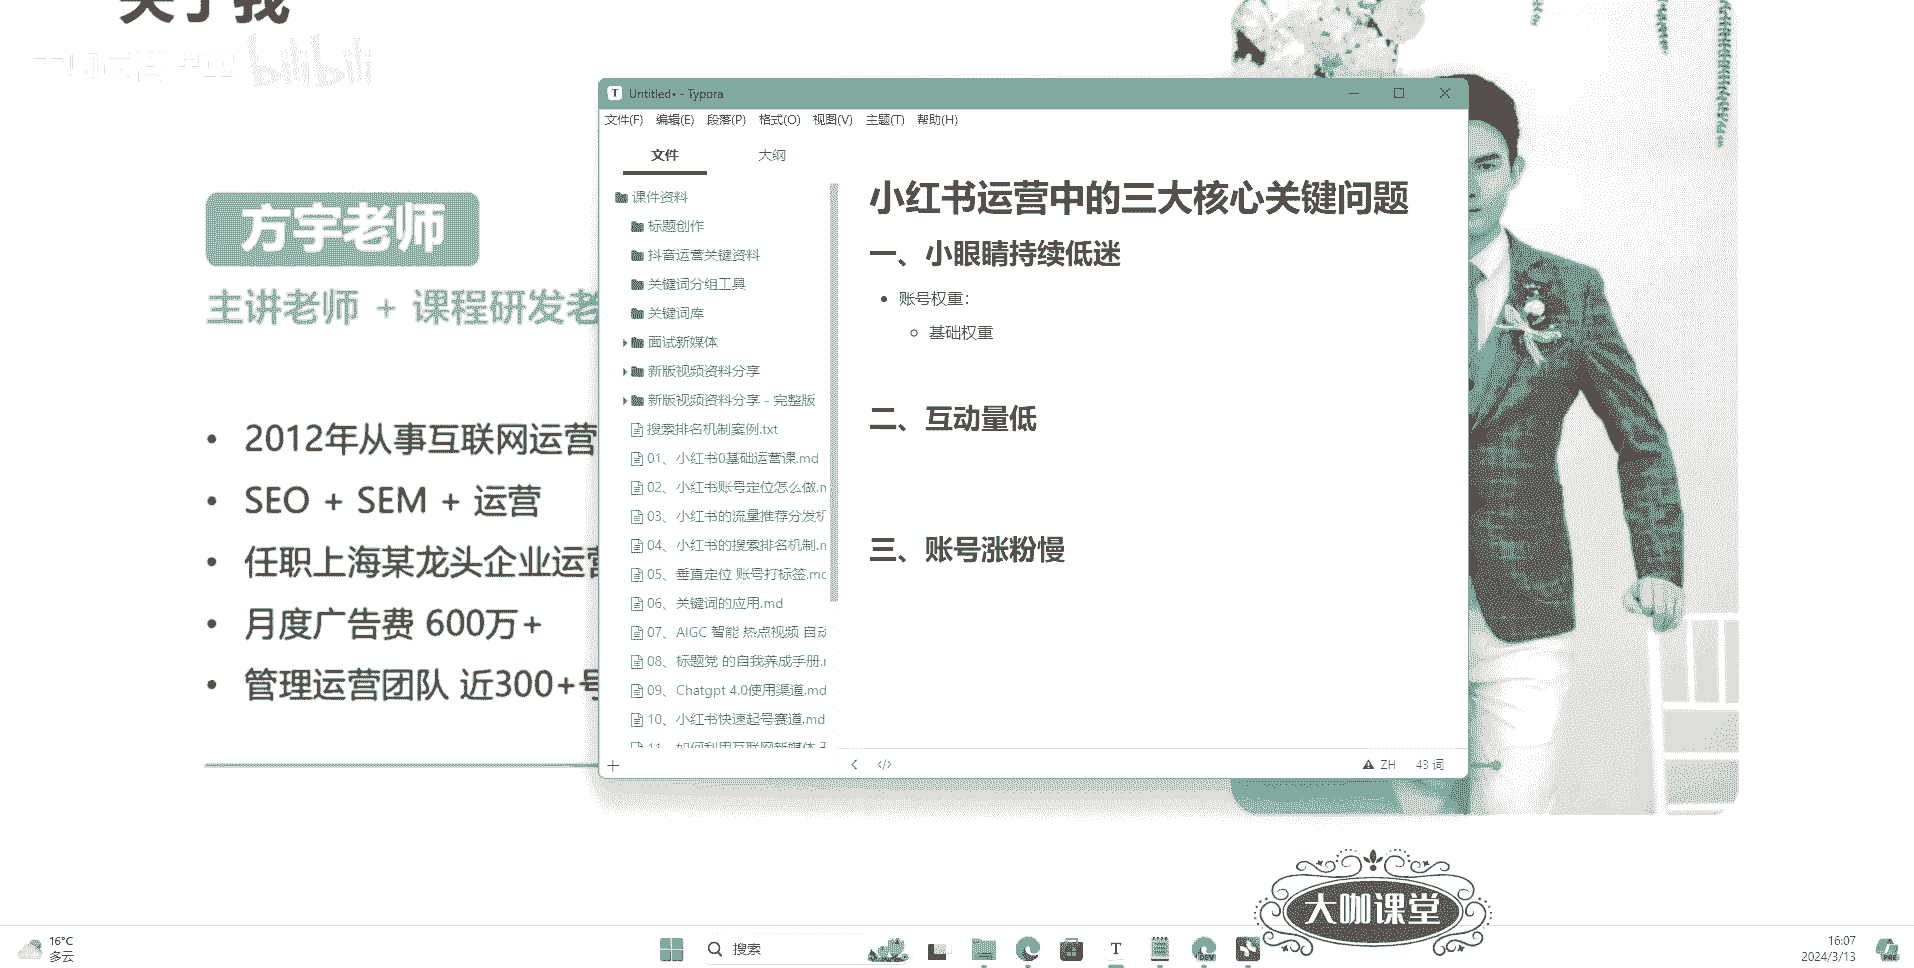 关于我
bilibili
方宇老师
主讲老师 + 课程研发老
2012年从事互联网运营
SEO + SEM + 运营
任职上海某龙头企业运营
月度广告费 600万+
管理运营团队 近300+号
Untitled• - Typora
文件(F) 编辑(E) 段落(P) 格式(O) 视图(V) 主题(T) 帮助(H)
文件 大纲
课件资料
标题创作
抖音运营关键资料
关键词分组工具
关键词库
面试新媒体
新版视频资料分享
新版视频资料分享 - 完整版
搜索排名机制案例.txt
01、小红书0基础运营课.md
02、小红书账号定位怎么做.m
03、小红书的流量推荐分发机
04、小红书的搜索排名机制.m
05、垂直定位 账号打标签.md
06、关键词的应用.md
07、AIGC 智能 热点视频 自动
08、标题党 的自我养成手册.m
09、Chatgpt 4.0使用渠道.md
10、小红书快速起号赛道.md
11、如何利用互联网新媒体
小红书运营中的三大核心关键问题
一、小眼睛持续低迷
账号权重：
基础权重
二、互动量低
三、账号涨粉慢
ZH 43 词
大咖课堂
16°C
多云
搜索
T
DEV
PRE
16:07
2024/3/13